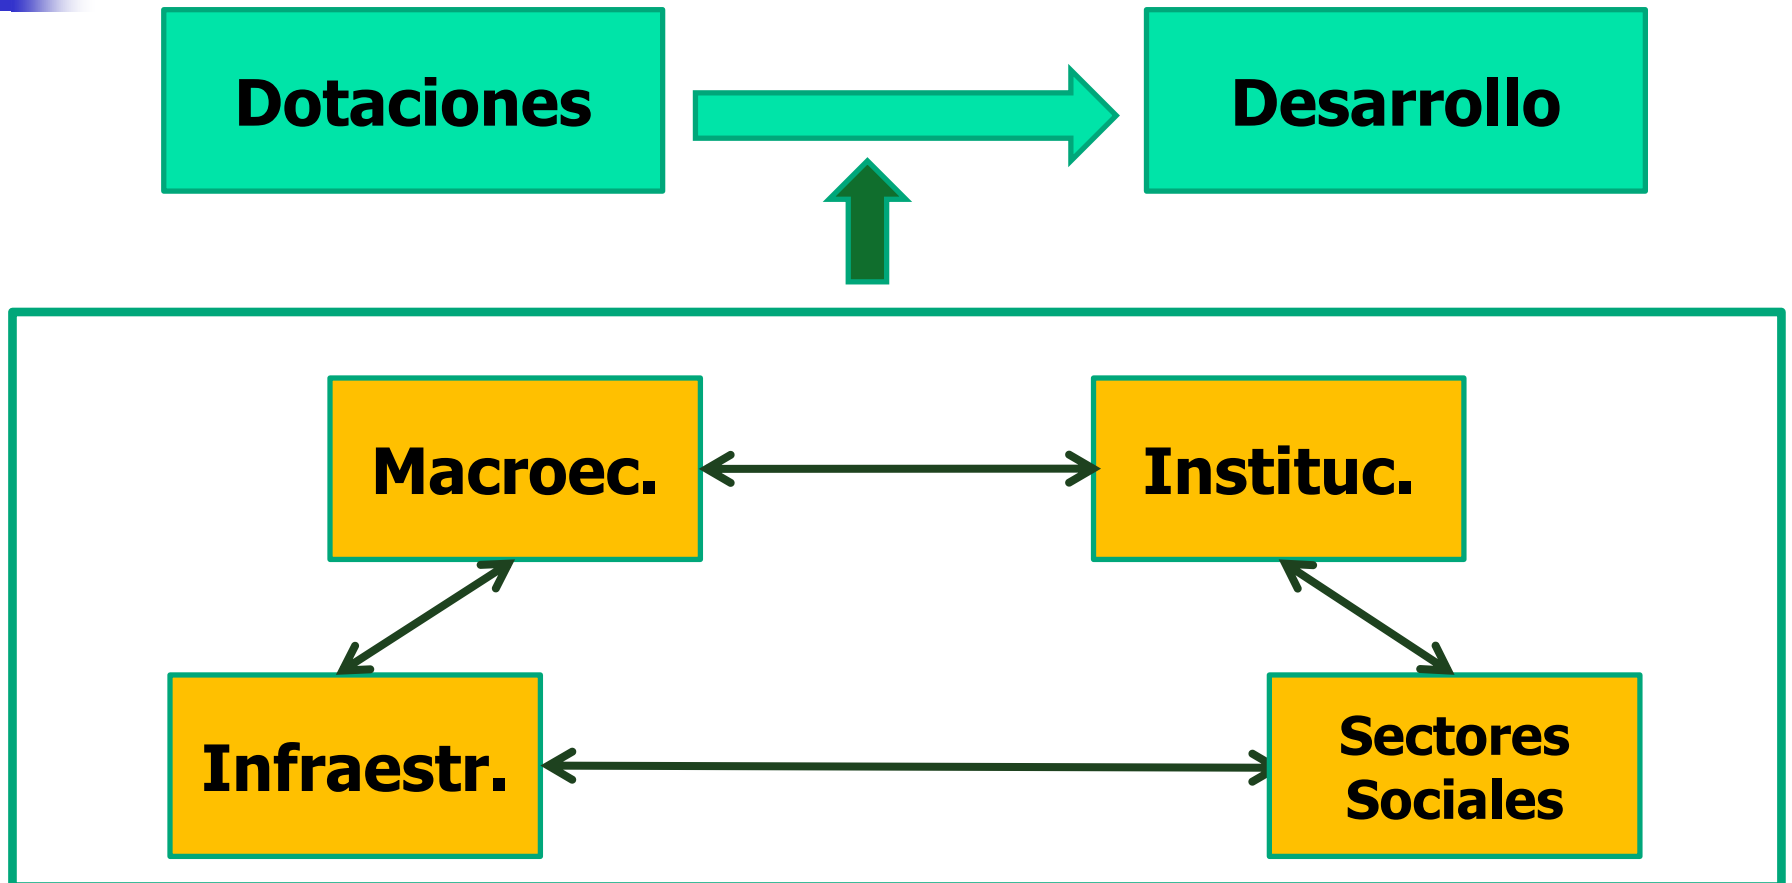 Dotaciones
Desarrollo
Macroec.
Instituc.
Infraestr.
Sectores
Sociales